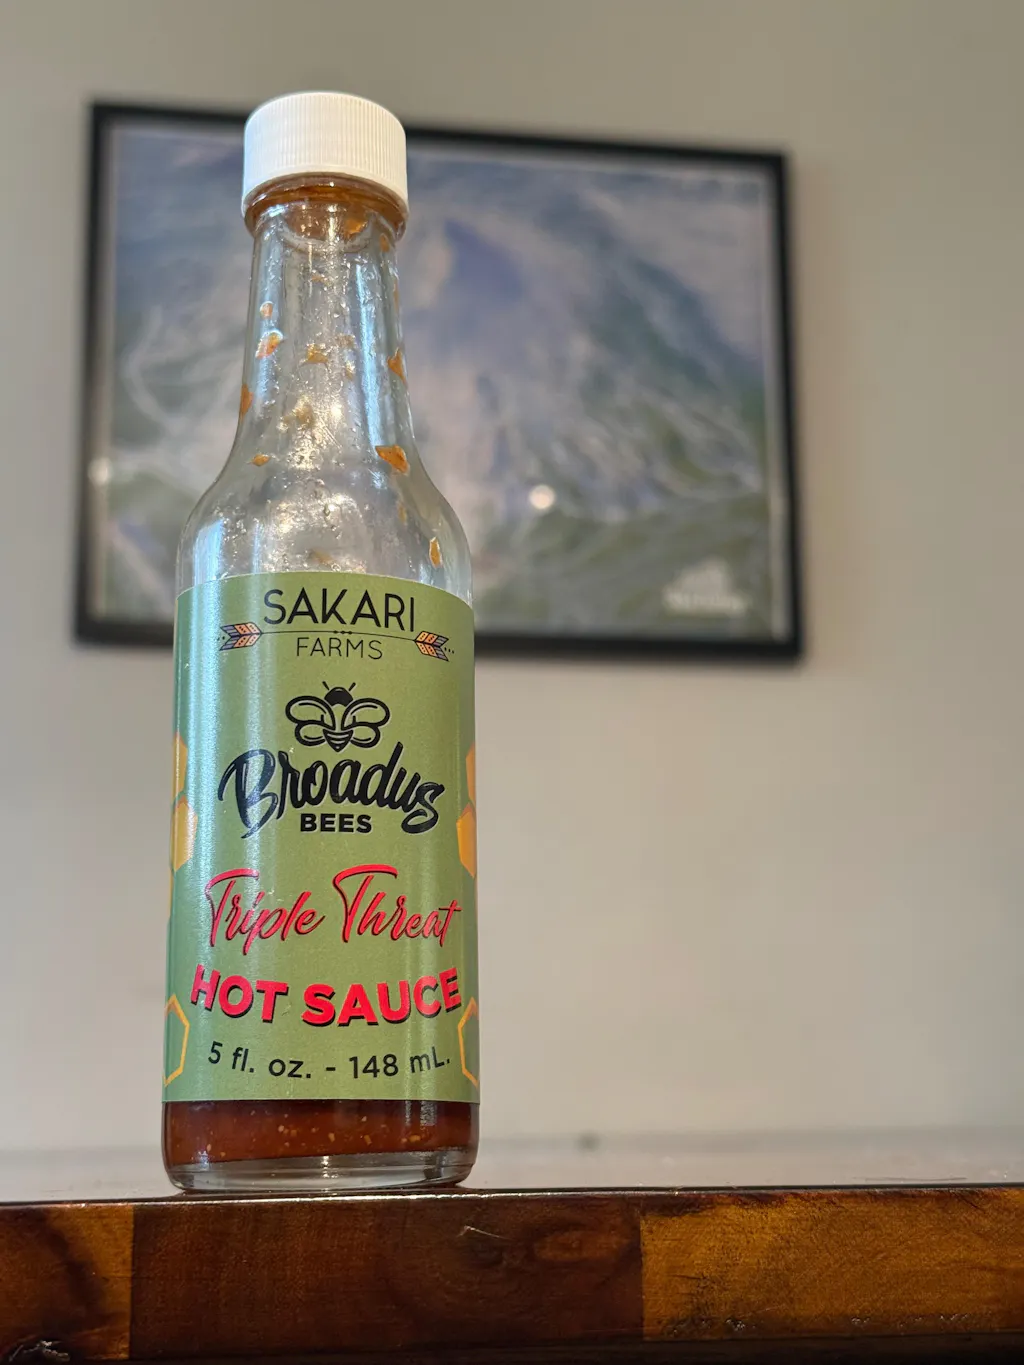 SAKARI
FARMS
Broadus
BEES
Triple Threat
HOT SAUCE
5 fl. oz. - 148 mL.